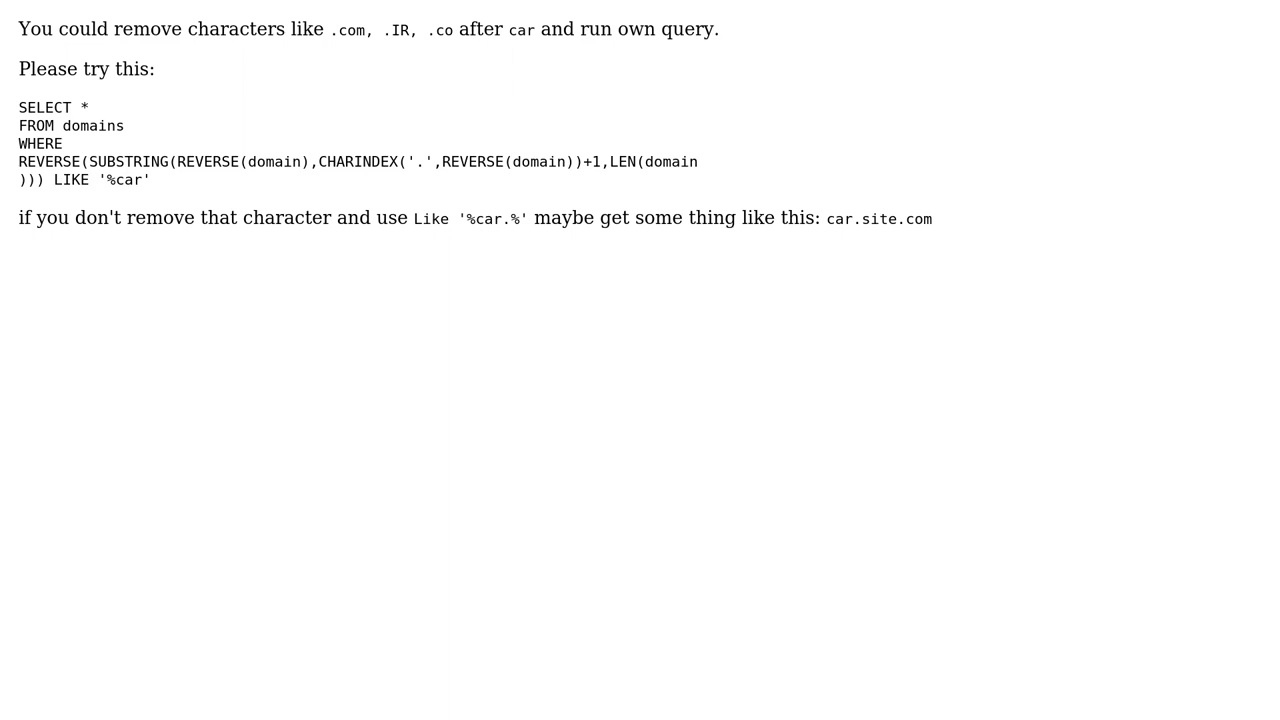 You could remove characters like .com, .IR, .co after car and run own query.
Please try this:
SELECT *
FROM domains
WHERE
REVERSE(SUBSTRING(REVERSE(domain),CHARINDEX('.',REVERSE(domain))+1,LEN(domain
))) LIKE '%car'
if you don't remove that character and use Like '%car.%' maybe get some thing like this: car.site.com